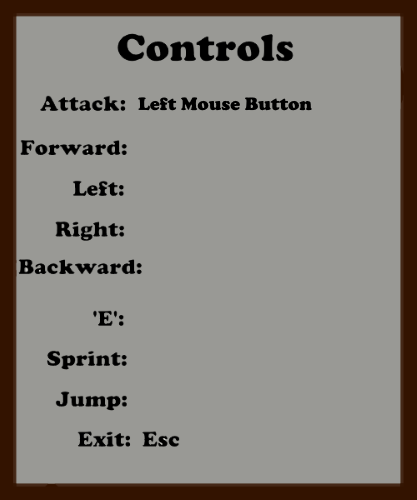 Controls
Attack: Left Mouse Button
Forward:
Left:
Right:
Backward:
'E':
Sprint:
Jump:
Exit: Esc